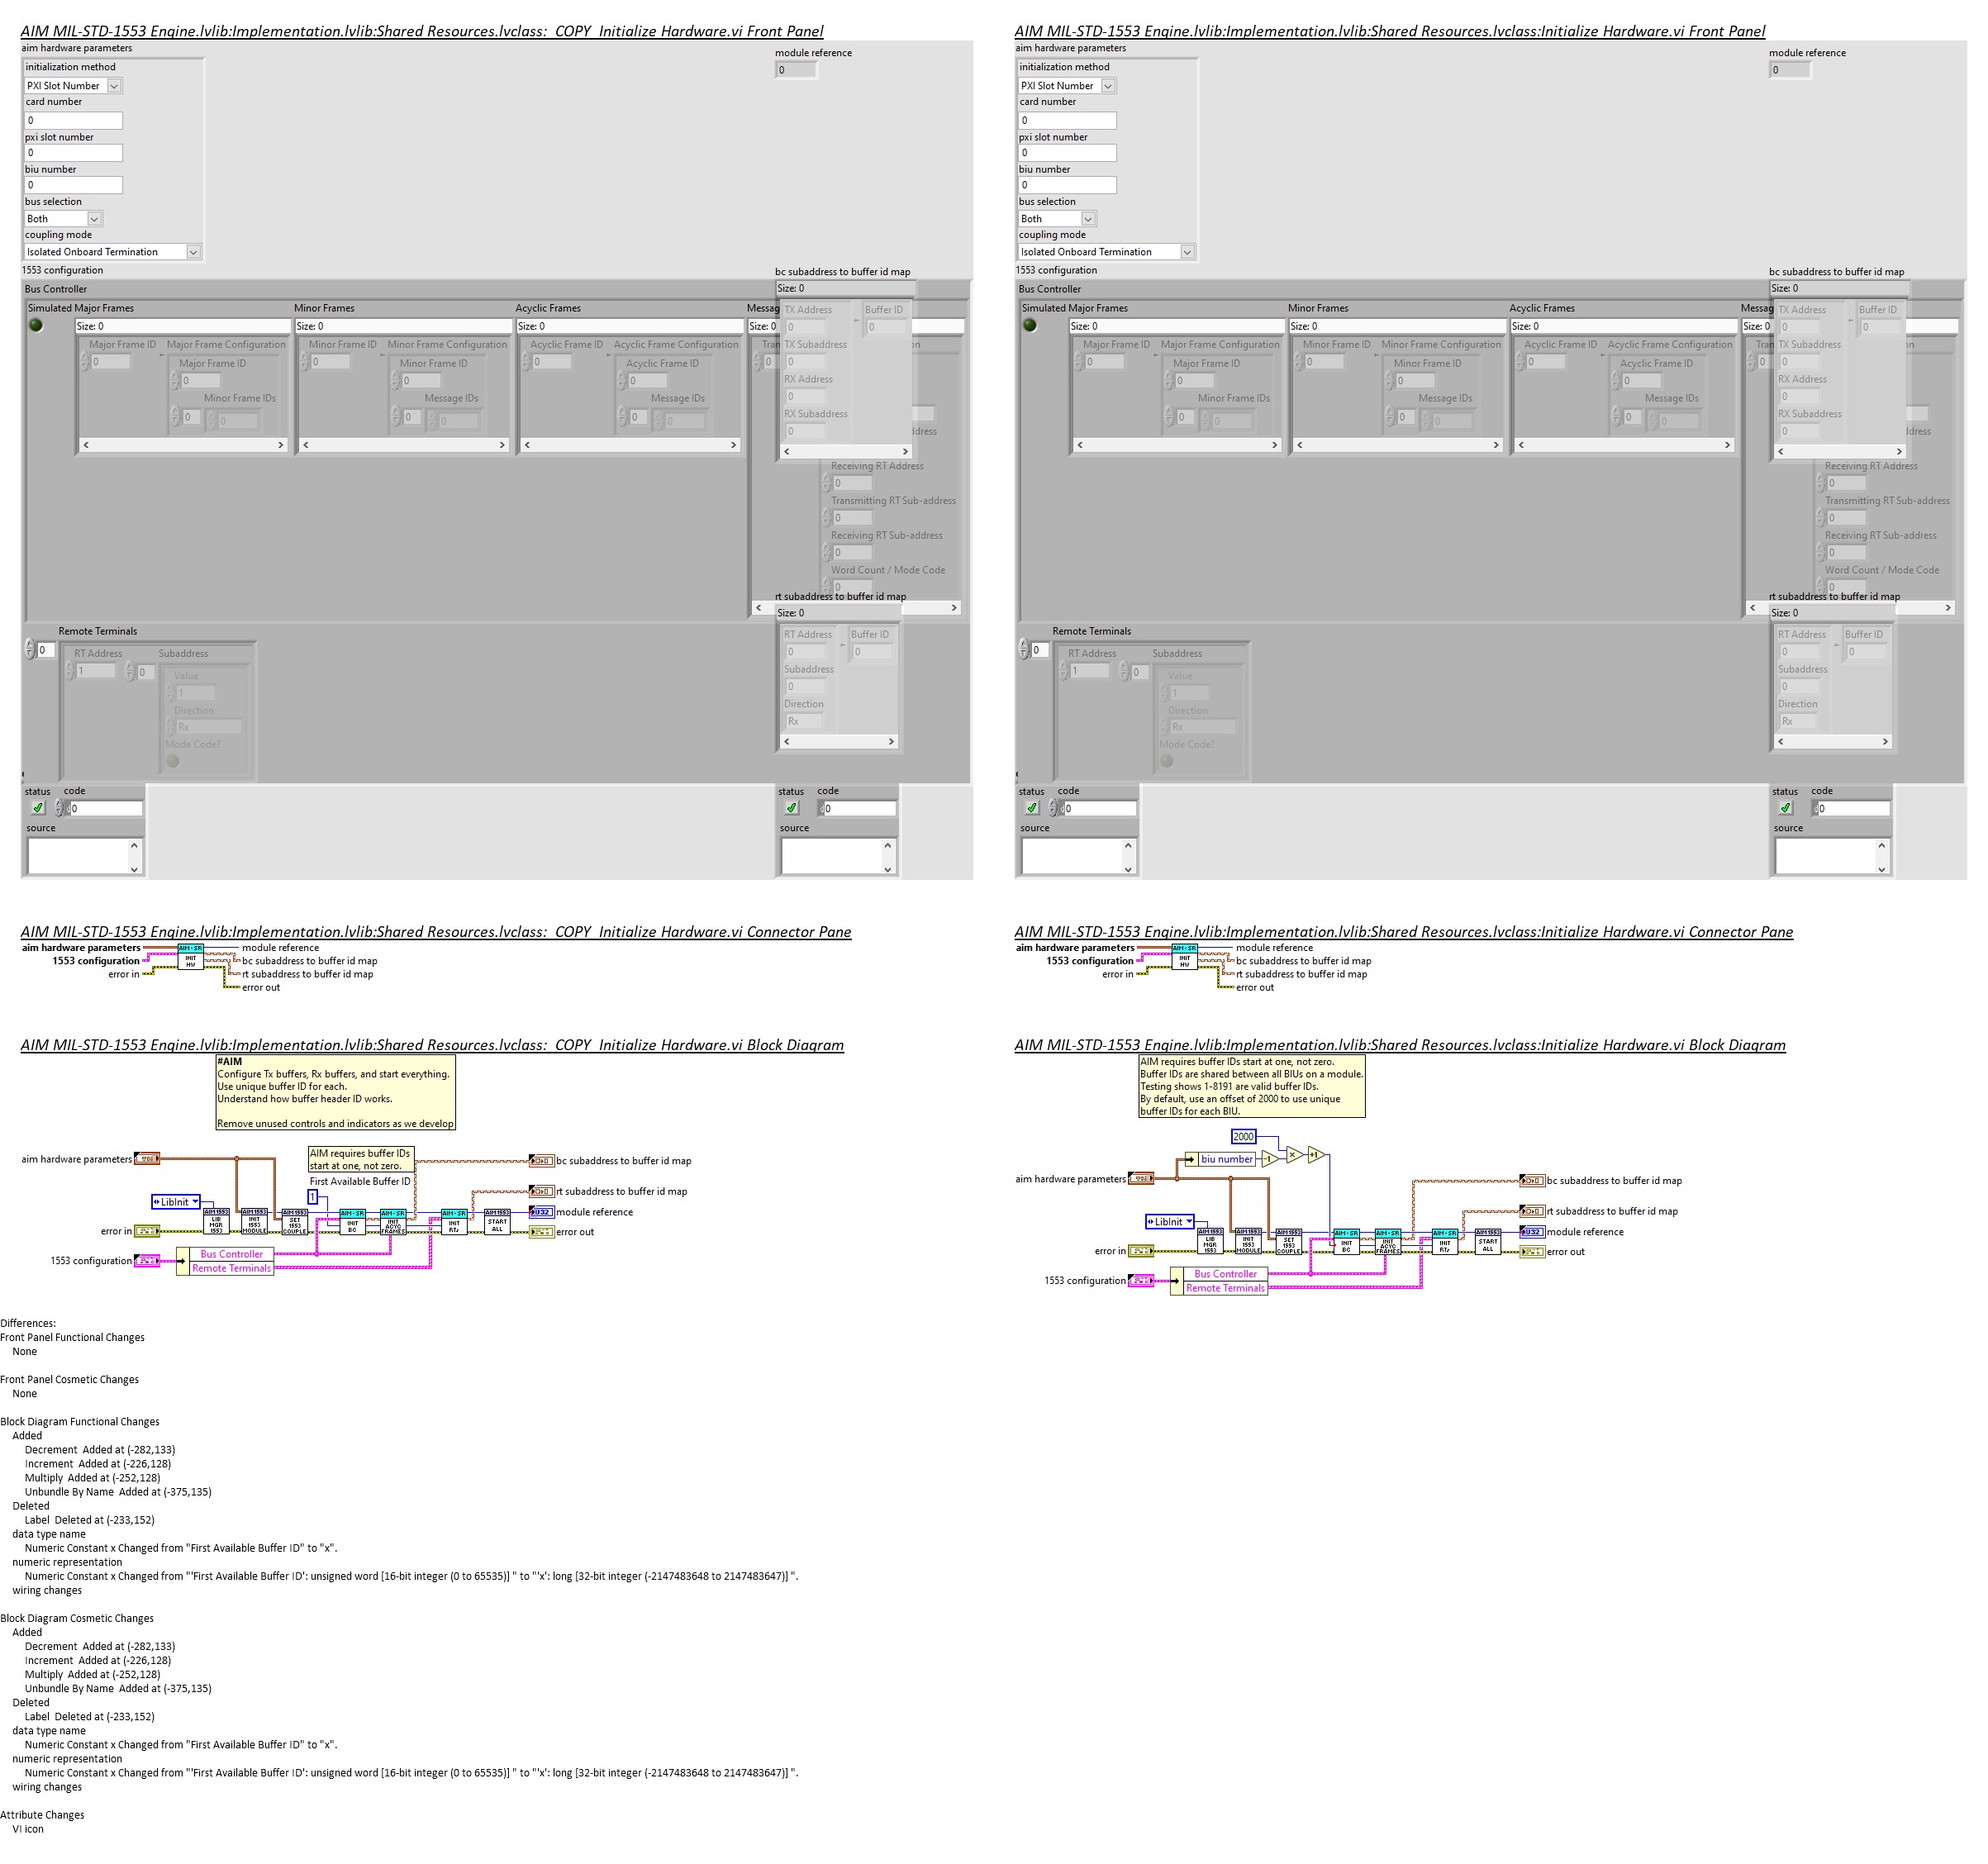 AIM MIL-STD-1553 Engine.lvlib:Implementation.lvlib:Shared Resources.lvclass:  COPY  Initialize Hardware.vi Front Panel
aim hardware parameters
initialization method
PXI Slot Number
card number
0
pxi slot number
0
biu number
0
bus selection
Both
coupling mode
Isolated Onboard Termination
module reference
0
1553 configuration
Bus Controller
Simulated Major Frames
Size: 0
Major Frame ID
0
Major Frame Configuration
Major Frame ID
0
Minor Frame IDs
0
0
Minor Frames
Size: 0
Minor Frame ID
0
Minor Frame Configuration
Minor Frame ID
0
Message IDs
0
0
Acyclic Frames
Size: 0
Acyclic Frame ID
0
Acyclic Frame Configuration
Acyclic Frame ID
0
Message IDs
0
0
Messag
Size: 0
bc subaddress to buffer id map
Size: 0
TX Address
0
Buffer ID
0
TX Subaddress
0
RX Address
0
RX Subaddress
0
Receiving RT Address
0
Transmitting RT Sub-address
0
Receiving RT Sub-address
0
Word Count / Mode Code
0
rt subaddress to buffer id map
Size: 0
RT Address
0
Buffer ID
0
Subaddress
0
Direction
Rx
Remote Terminals
0
RT Address
1
Subaddress
0
Value
1
Direction
Rx
Mode Code?
status code
0
source
status code
0
source
AIM MIL-STD-1553 Engine.lvlib:Implementation.lvlib:Shared Resources.lvclass:Initialize Hardware.vi Front Panel
aim hardware parameters
initialization method
PXI Slot Number
card number
0
pxi slot number
0
biu number
0
bus selection
Both
coupling mode
Isolated Onboard Termination
module reference
0
1553 configuration
Bus Controller
Simulated Major Frames
Size: 0
Major Frame ID
0
Major Frame Configuration
Major Frame ID
0
Minor Frame IDs
0
0
Minor Frames
Size: 0
Minor Frame ID
0
Minor Frame Configuration
Minor Frame ID
0
Message IDs
0
0
Acyclic Frames
Size: 0
Acyclic Frame ID
0
Acyclic Frame Configuration
Acyclic Frame ID
0
Message IDs
0
0
Messag
Size: 0
bc subaddress to buffer id map
Size: 0
TX Address
0
Buffer ID
0
TX Subaddress
0
RX Address
0
RX Subaddress
0
Receiving RT Address
0
Transmitting RT Sub-address
0
Receiving RT Sub-address
0
Word Count / Mode Code
0
rt subaddress to buffer id map
Size: 0
RT Address
0
Buffer ID
0
Subaddress
0
Direction
Rx
Remote Terminals
0
RT Address
1
Subaddress
0
Value
1
Direction
Rx
Mode Code?
status code
0
source
status code
0
source
AIM MIL-STD-1553 Engine.lvlib:Implementation.lvlib:Shared Resources.lvclass:  COPY  Initialize Hardware.vi Connector Pane
aim hardware parameters
1553 configuration
error in
AIM - SR
INIT
HW
module reference
bc subaddress to buffer id map
rt subaddress to buffer id map
error out
AIM MIL-STD-1553 Engine.lvlib:Implementation.lvlib:Shared Resources.lvclass:Initialize Hardware.vi Connector Pane
aim hardware parameters
1553 configuration
error in
AIM - SR
INIT
HW
module reference
bc subaddress to buffer id map
rt subaddress to buffer id map
error out
AIM MIL-STD-1553 Engine.lvlib:Implementation.lvlib:Shared Resources.lvclass:  COPY  Initialize Hardware.vi Block Diagram
#AIM
Configure Tx buffers, Rx buffers, and start everything.
Use unique buffer ID for each.
Understand how buffer header ID works.
Remove unused controls and indicators as we develop
AIM requires buffer IDs
start at one, not zero.
First Available Buffer ID
1
aim hardware parameters
LibInit
error in
1553 configuration
Bus Controller
Remote Terminals
AIM1553
LIB
MGR
1553
AIM1553
INIT
1553
MODULE
AIM1553
SET
1553
COUPLE
AIM - SR
INIT
BC
AIM - SR
INIT
ACYC
FRAMES
AIM - SR
INIT
RTs
AIM1553
START
ALL
bc subaddress to buffer id map
rt subaddress to buffer id map
U32
module reference
error out
AIM MIL-STD-1553 Engine.lvlib:Implementation.lvlib:Shared Resources.lvclass:Initialize Hardware.vi Block Diagram
AIM requires buffer IDs start at one, not zero.
Buffer IDs are shared between all BIUs on a module.
Testing shows 1-8191 are valid buffer IDs.
By default, use an offset of 2000 to use unique
buffer IDs for each BIU.
2000
biu number
-1
x
+1
aim hardware parameters
LibInit
error in
1553 configuration
Bus Controller
Remote Terminals
AIM1553
LIB
MGR
1553
AIM1553
INIT
1553
MODULE
AIM1553
SET
1553
COUPLE
AIM - SR
INIT
BC
AIM - SR
INIT
ACYC
FRAMES
AIM - SR
INIT
RTs
AIM1553
START
ALL
bc subaddress to buffer id map
rt subaddress to buffer id map
U32
module reference
error out
Differences:
Front Panel Functional Changes
None
Front Panel Cosmetic Changes
None
Block Diagram Functional Changes
Added
Decrement  Added at (-282,133)
Increment  Added at (-226,128)
Multiply  Added at (-252,128)
Unbundle By Name  Added at (-375,135)
Deleted
Label  Deleted at (-233,152)
data type name
Numeric Constant x Changed from "First Available Buffer ID" to "x".
numeric representation
Numeric Constant x Changed from "'First Available Buffer ID': unsigned word [16-bit integer (0 to 65535)] " to "'x': long [32-bit integer (-2147483648 to 2147483647)] ".
wiring changes
Block Diagram Cosmetic Changes
Added
Decrement  Added at (-282,133)
Increment  Added at (-226,128)
Multiply  Added at (-252,128)
Unbundle By Name  Added at (-375,135)
Deleted
Label  Deleted at (-233,152)
data type name
Numeric Constant x Changed from "First Available Buffer ID" to "x".
numeric representation
Numeric Constant x Changed from "'First Available Buffer ID': unsigned word [16-bit integer (0 to 65535)] " to "'x': long [32-bit integer (-2147483648 to 2147483647)] ".
wiring changes
Attribute Changes
VI icon